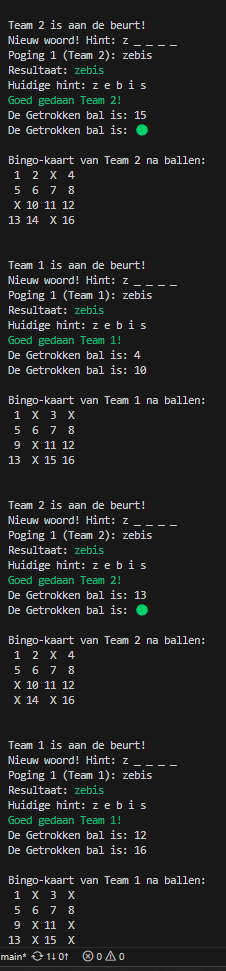 Team 2 is aan de beurt!
Nieuw woord! Hint: z _ _ _ _
Poging 1 (Team 2): zebis
Resultaat: zebis
Huidige hint: z e b i s
Goed gedaan Team 2!
De Getrokken bal is: 15
De Getrokken bal is: 🟢
Bingo-kaart van Team 2 na ballen:
1 2 X 4
5 6 7 8
X 10 11 12
13 14 X 16
Team 1 is aan de beurt!
Nieuw woord! Hint: z _ _ _ _
Poging 1 (Team 1): zebis
Resultaat: zebis
Huidige hint: z e b i s
Goed gedaan Team 1!
De Getrokken bal is: 4
De Getrokken bal is: 10
Bingo-kaart van Team 1 na ballen:
1 X 3 X
5 6 7 8
9 X 11 12
13 X 15 16
Team 2 is aan de beurt!
Nieuw woord! Hint: z _ _ _ _
Poging 1 (Team 2): zebis
Resultaat: zebis
Huidige hint: z e b i s
Goed gedaan Team 2!
De Getrokken bal is: 13
De Getrokken bal is: 🟢
Bingo-kaart van Team 2 na ballen:
1 2 X 4
5 6 7 8
X 10 11 12
X 14 X 16
Team 1 is aan de beurt!
Nieuw woord! Hint: z _ _ _ _
Poging 1 (Team 1): zebis
Resultaat: zebis
Huidige hint: z e b i s
Goed gedaan Team 1!
De Getrokken bal is: 12
De Getrokken bal is: 16
Bingo-kaart van Team 1 na ballen:
1 X 3 X
5 6 7 8
9 X 11 X
13 X 15 X
main* 1↓ 0↑ 0 0